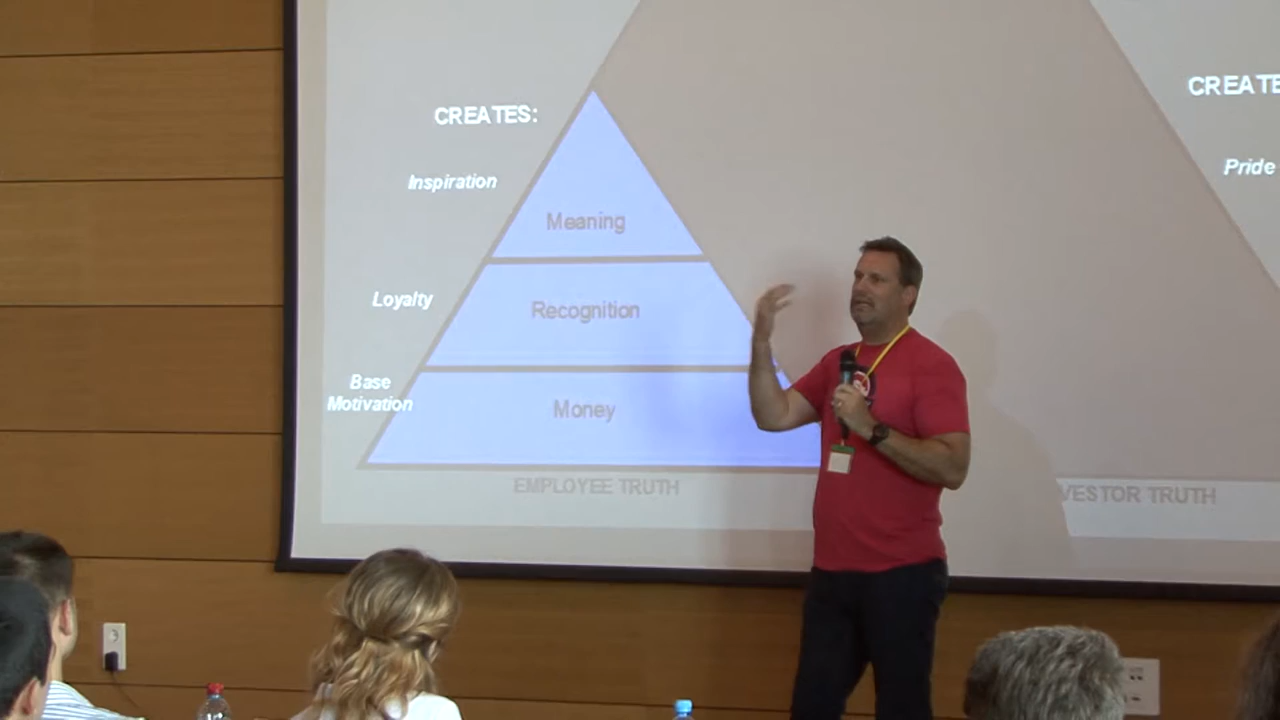 CREATES:
Inspiration
Meaning
Loyalty
Recognition
Base
Motivation
Money
EMPLOYEE TRUTH
CREATE
Pride
VESTOR TRUTH